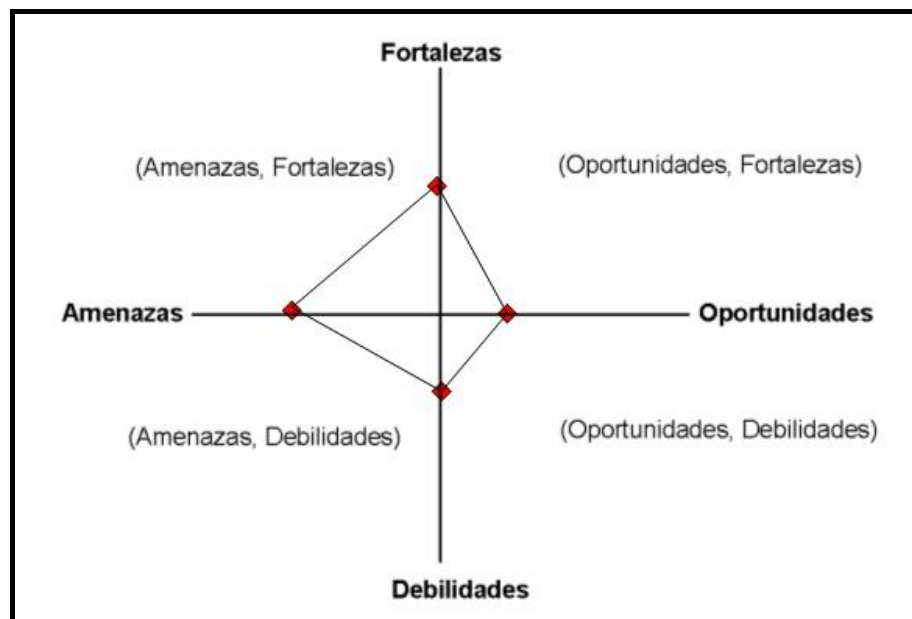 Fortalezas
(Amenazas, Fortalezas)
(Oportunidades, Fortalezas)
Amenazas
Oportunidades
(Amenazas, Debilidades)
(Oportunidades, Debilidades)
Debilidades